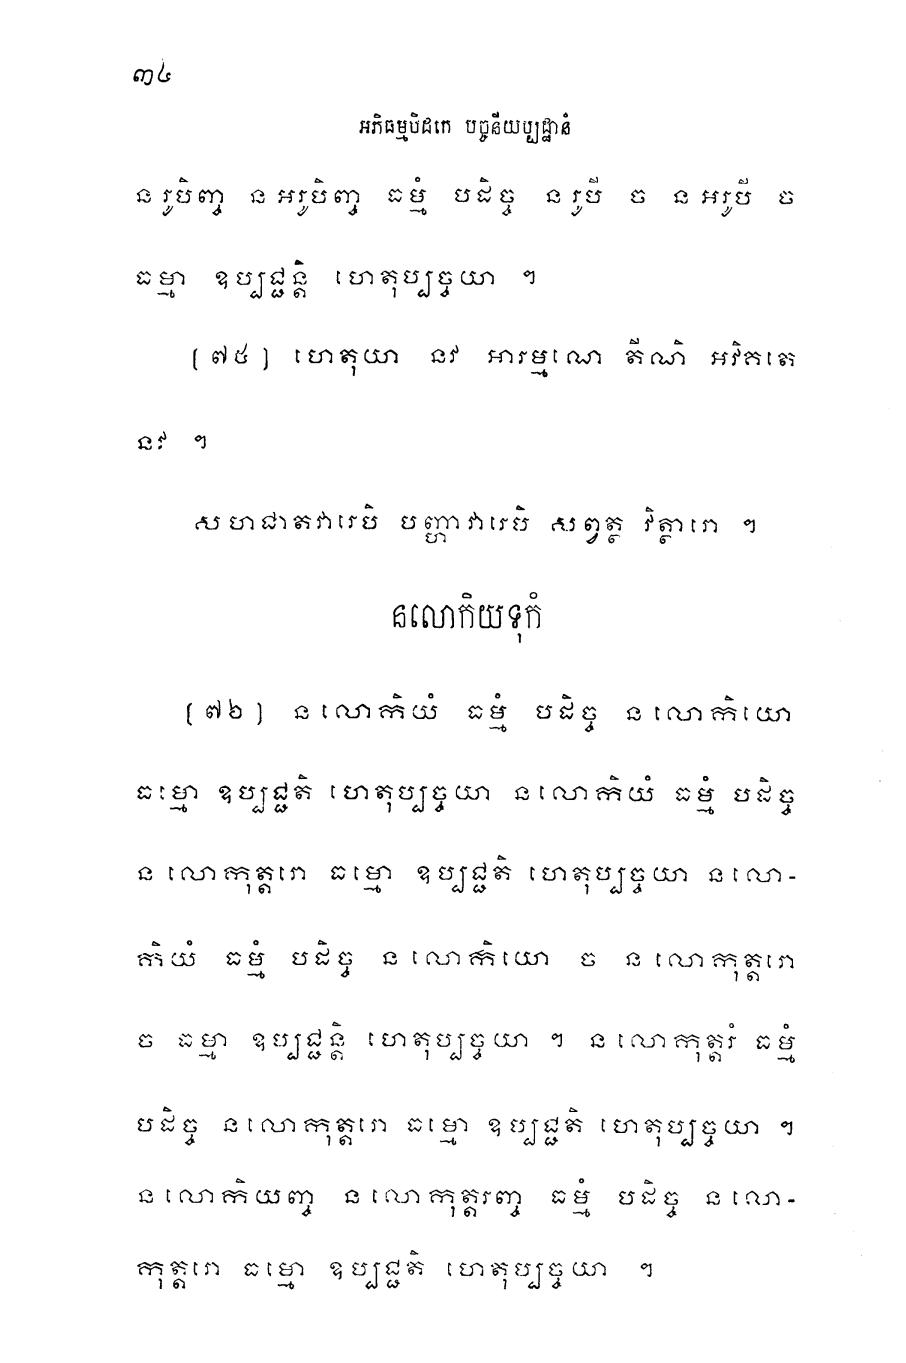 ៣៤
អភិធម្មបិដកេ បច្ចនីយប្បដ្ឋានំ
នរូបិញ្ច នអរូបិញ្ច ធម្មំ បដិច្ច នរូបី ច នអរូបី ច
ធម្មា ឧប្បជ្ជន្តិ ហេតុប្បច្ចយា ។
(៧៥) ហេតុយា នវ អារម្មណេ តីណិ អវិគតេ
នវ ។
សហជាតវារេបិ បញ្ហាវារេបិ សព្វត្ថ វិត្ថារោ ។
នលោកិយទុកំ
(៧៦) នលោកិយំ ធម្មំ បដិច្ច នលោកិយោ
ធម្មោ ឧប្បជ្ជតិ ហេតុប្បច្ចយា នលោកិយំ ធម្មំ បដិច្ច
នលោកុត្តរោ ធម្មោ ឧប្បជ្ជតិ ហេតុប្បច្ចយា នលោ-
កិយំ ធម្មំ បដិច្ច នលោកិយោ ច នលោកុត្តរោ
ច ធម្មា ឧប្បជ្ជន្តិ ហេតុប្បច្ចយា ។ នលោកុត្តរំ ធម្មំ
បដិច្ច នលោកុត្តរោ ធម្មោ ឧប្បជ្ជតិ ហេតុប្បច្ចយា ។
នលោកិយញ្ច នលោកុត្តរញ្ច ធម្មំ បដិច្ច នលោ-
កុត្តរោ ធម្មោ ឧប្បជ្ជតិ ហេតុប្បច្ចយា ។